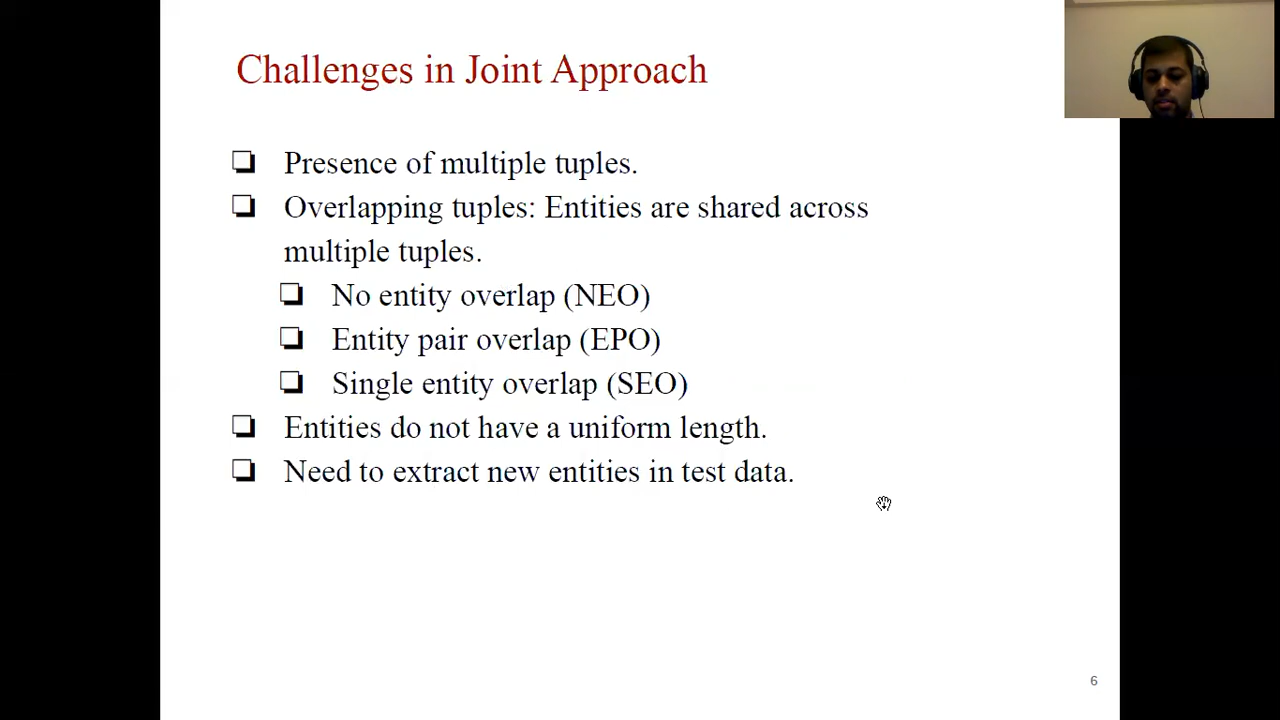 Challenges in Joint Approach
❑ Presence of multiple tuples.
❑ Overlapping tuples: Entities are shared across
multiple tuples.
❑ No entity overlap (NEO)
❑ Entity pair overlap (EPO)
❑ Single entity overlap (SEO)
❑ Entities do not have a uniform length.
❑ Need to extract new entities in test data.
6